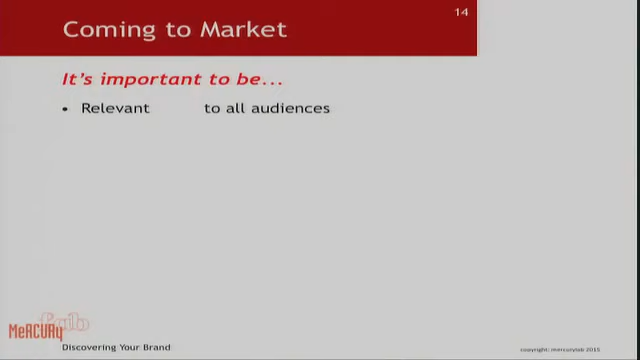 14
Coming to Market
It's important to be...
• Relevant to all audiences
MeRCURy
lab
Discovering Your Brand
copyright: mercurylab 2015